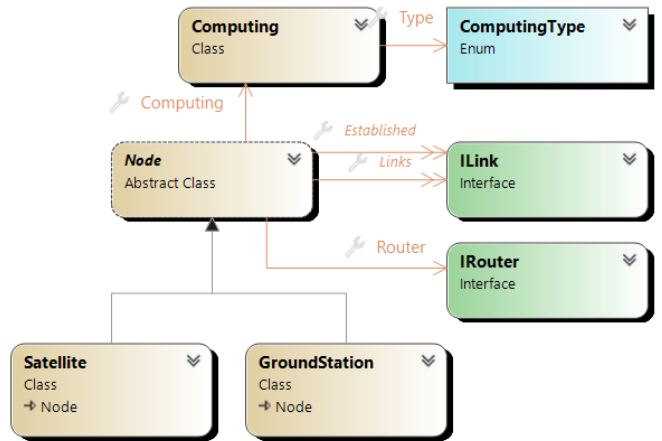 Computing
Class
Type
ComputingType
Enum
Computing
Node
Abstract Class
Established
Links
ILink
Interface
Router
IRouter
Interface
Satellite
Class
Node
GroundStation
Class
Node